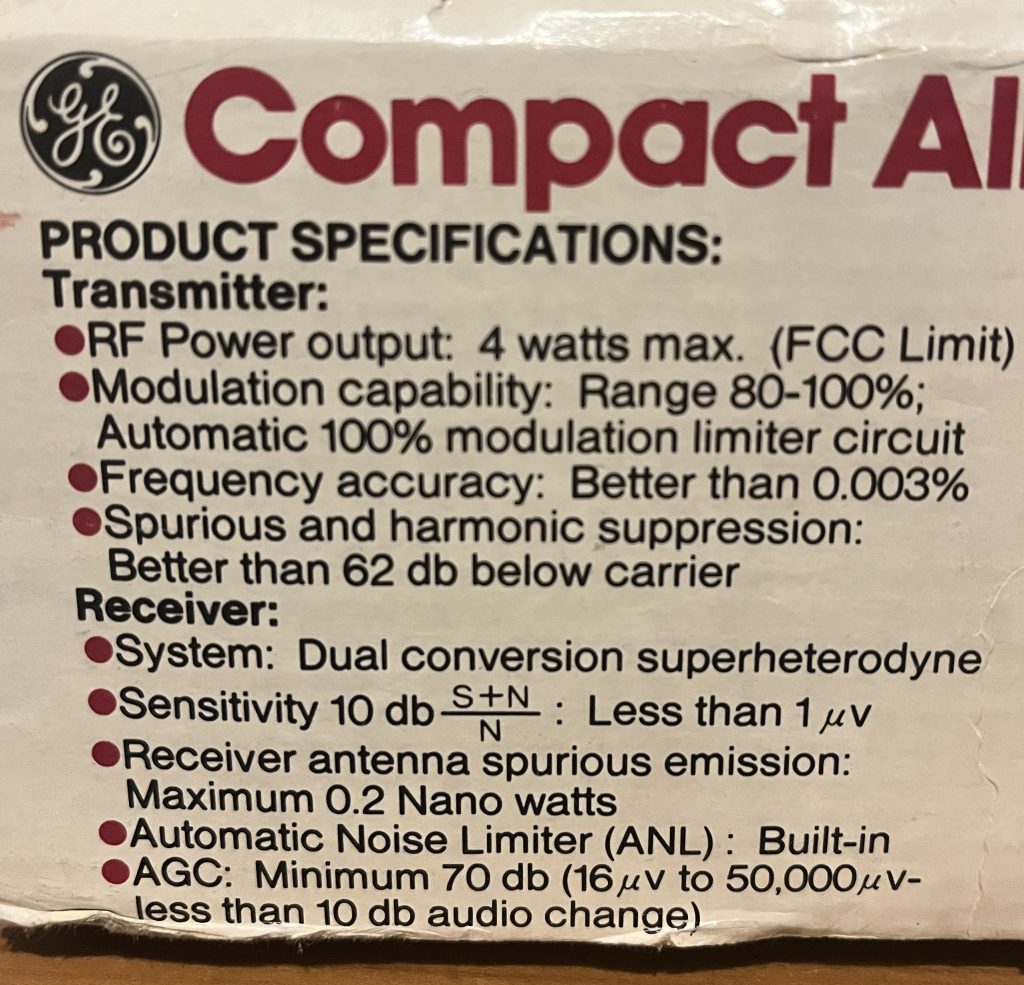 GE Compact
PRODUCT SPECIFICATIONS:
Transmitter:
●RF Power output: 4 watts max. (FCC Limit)
●Modulation capability: Range 80-100%;
Automatic 100% modulation limiter circuit
●Frequency accuracy: Better than 0.003%
●Spurious and harmonic suppression:
Better than 62 db below carrier
Receiver:
●System: Dual conversion superheterodyne
●Sensitivity 10 db S+N/N : Less than 1 μv
●Receiver antenna spurious emission:
Maximum 0.2 Nano watts
●Automatic Noise Limiter (ANL) : Built-in
●AGC: Minimum 70 db (16μv to 50,000μv-
less than 10 db audio change)